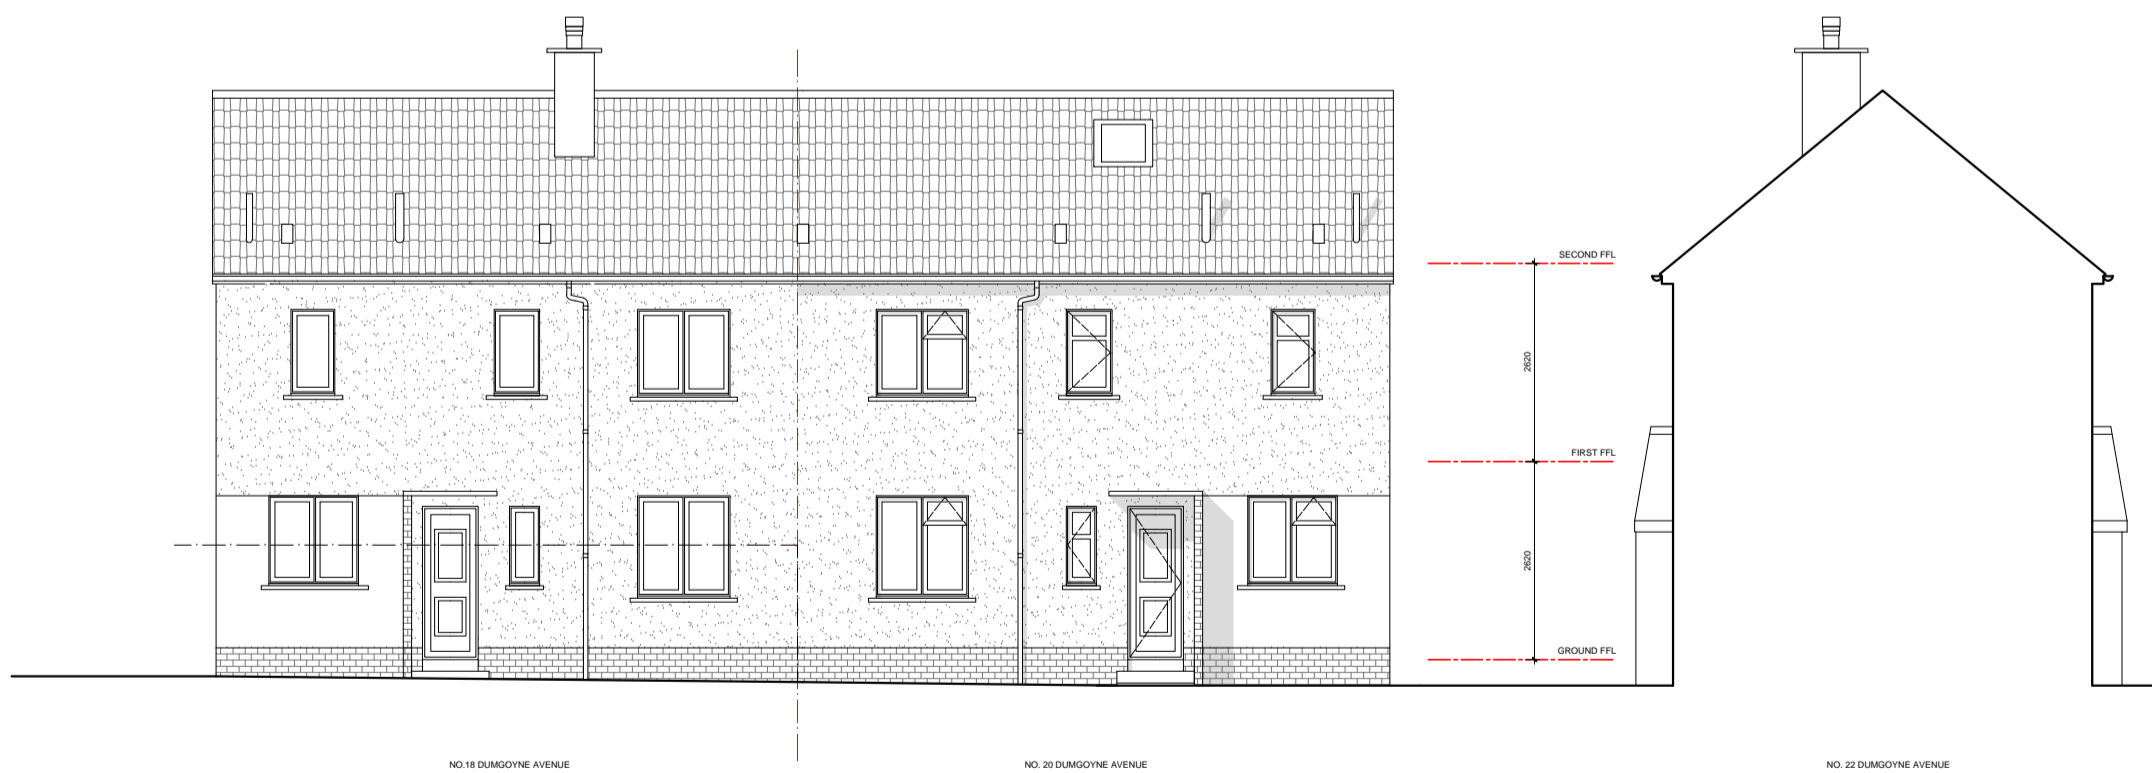 SECOND FFL
2620
FIRST FFL
2620
GROUND FFL
NO.18 DUMGOYNE AVENUE
NO. 20 DUMGOYNE AVENUE
NO. 22 DUMGOYNE AVENUE